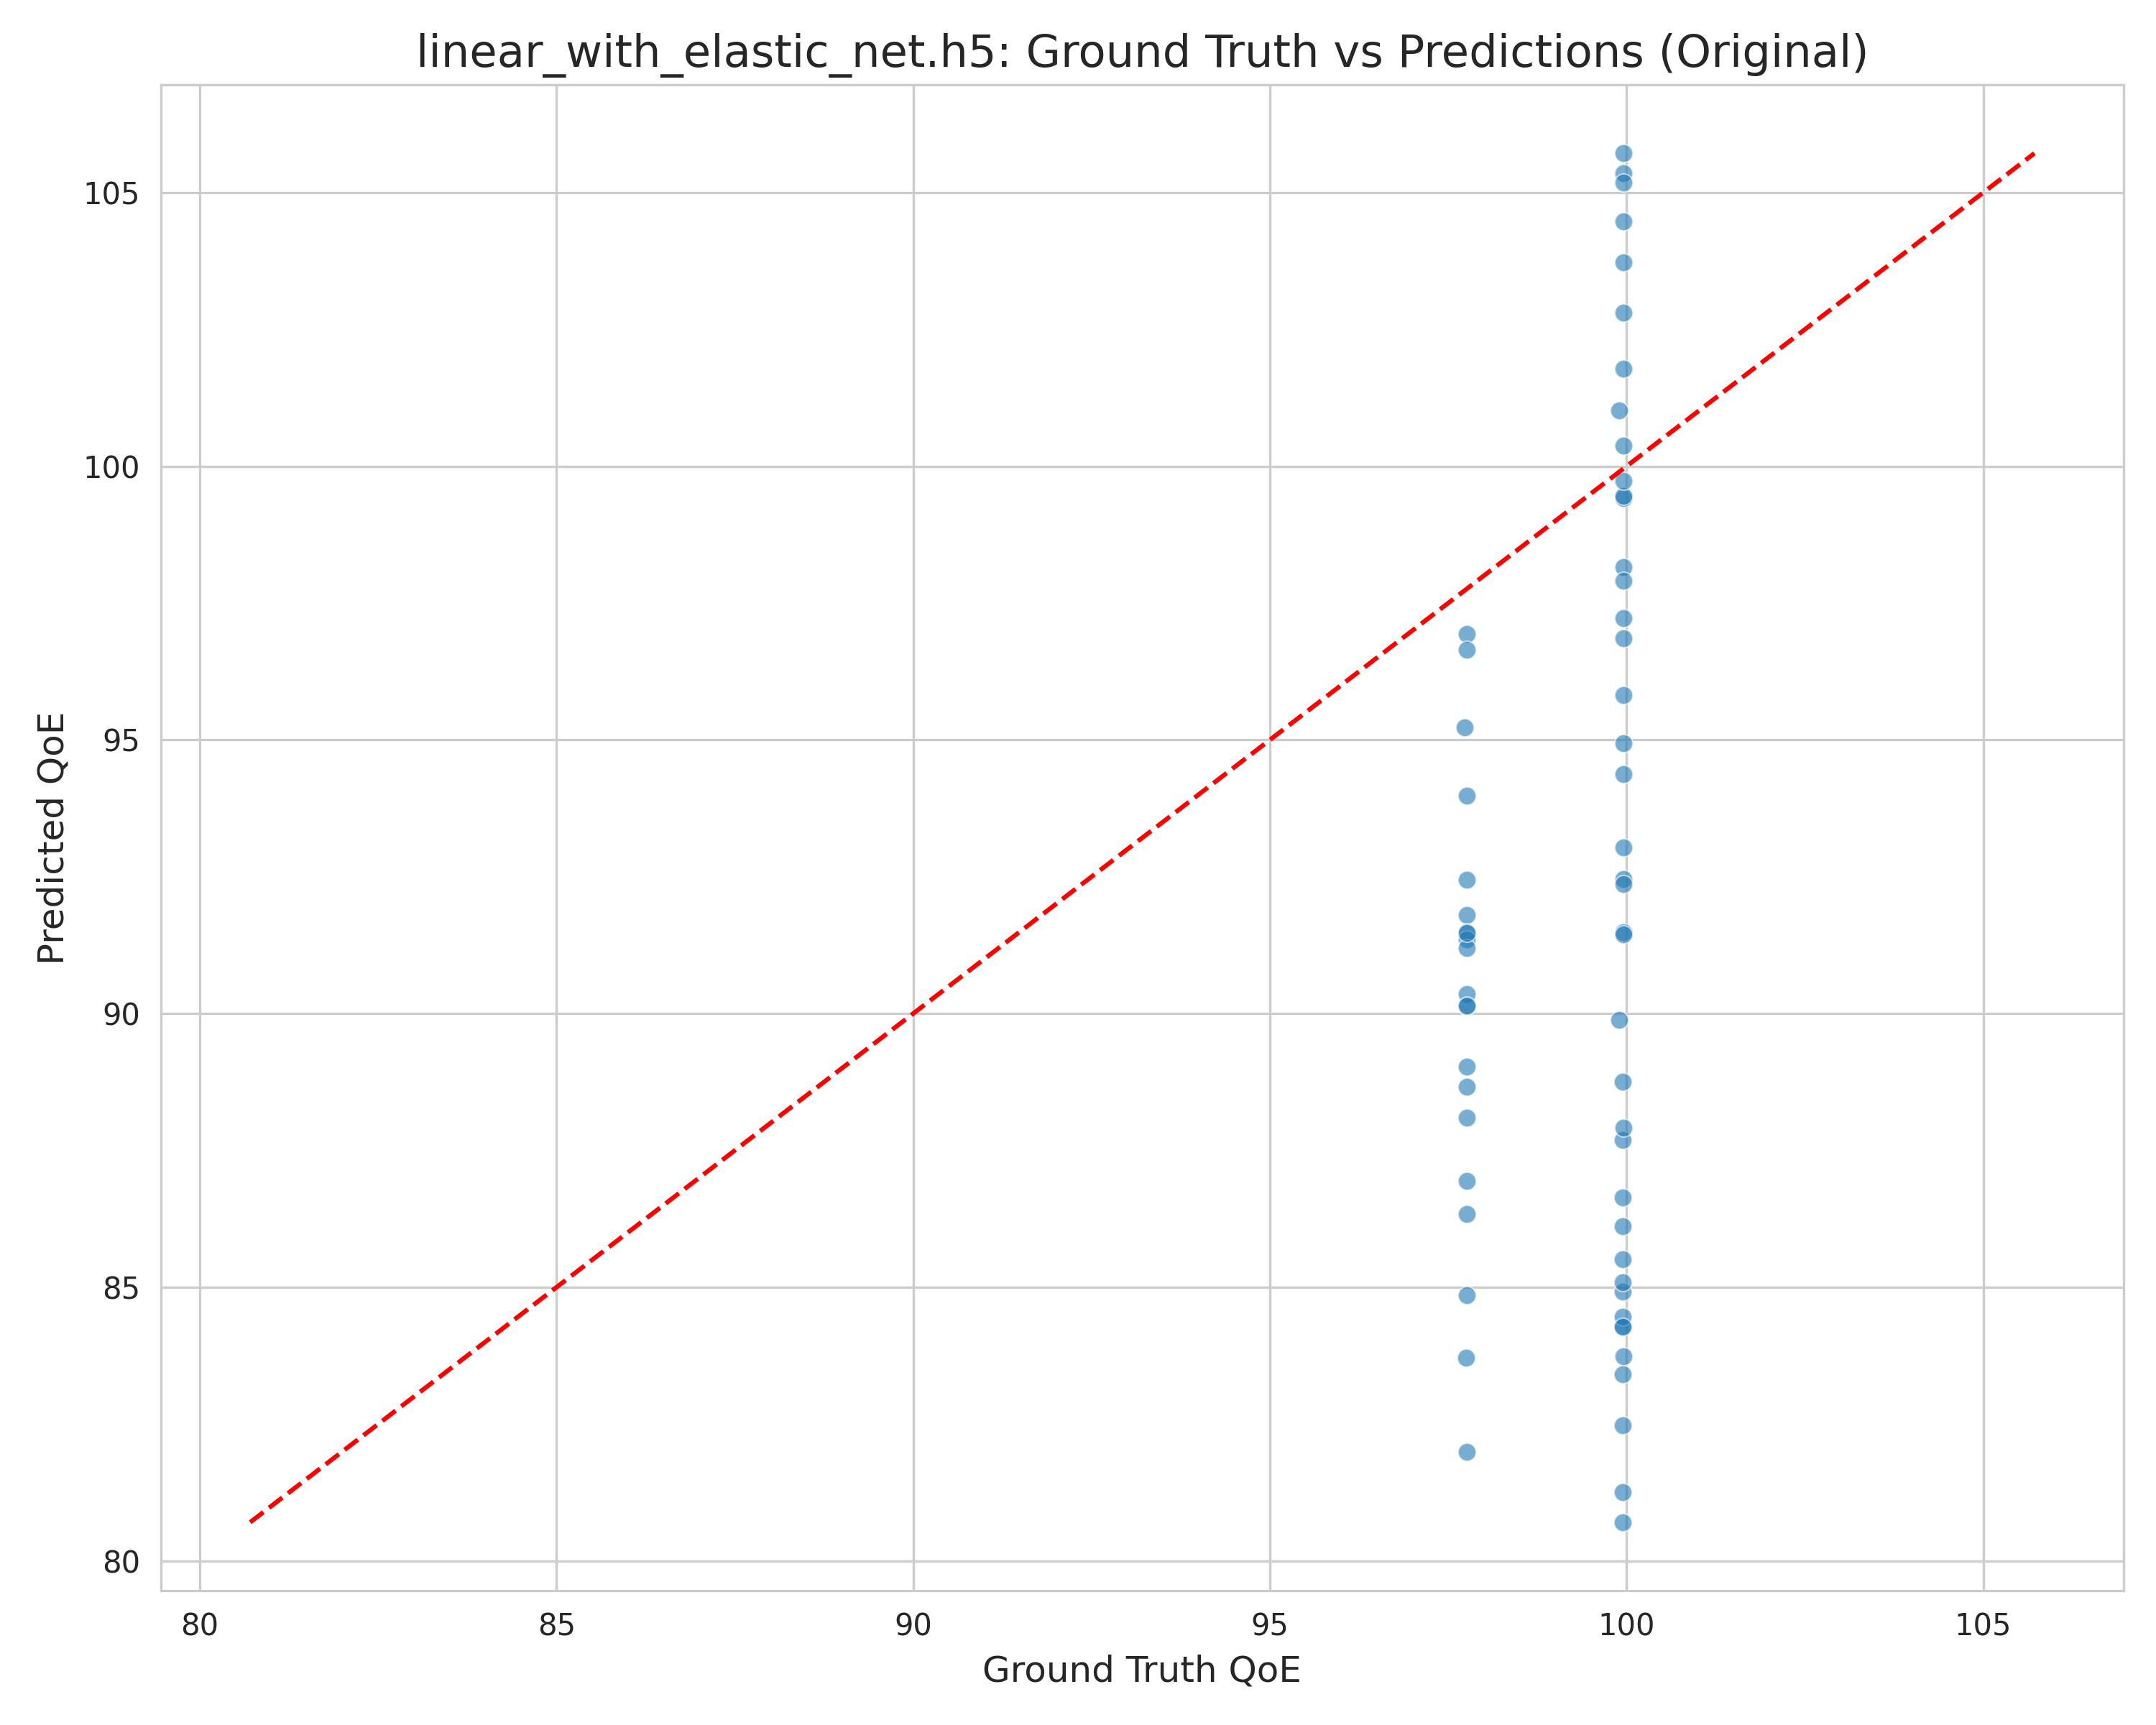 linear_with_elastic_net.h5: Ground Truth vs Predictions (Original)
105
100
95
90
85
80
Predicted QoE
80 85 90 95 100 105
Ground Truth QoE